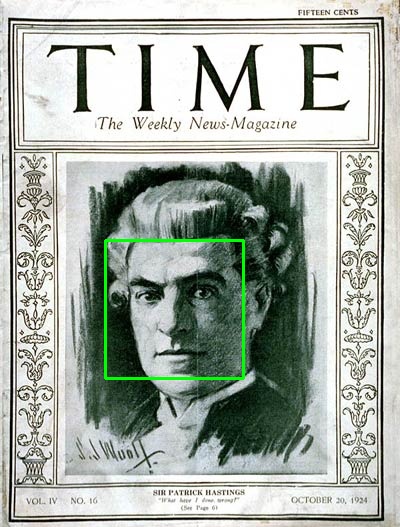 FIFTEEN CENTS
TIME
The Weekly News-Magazine
S. J. Woolf
SIR PATRICK HASTINGS
"What have I done wrong?"
(See Page 6)
VOL. IV NO. 16 OCTOBER 20, 1924